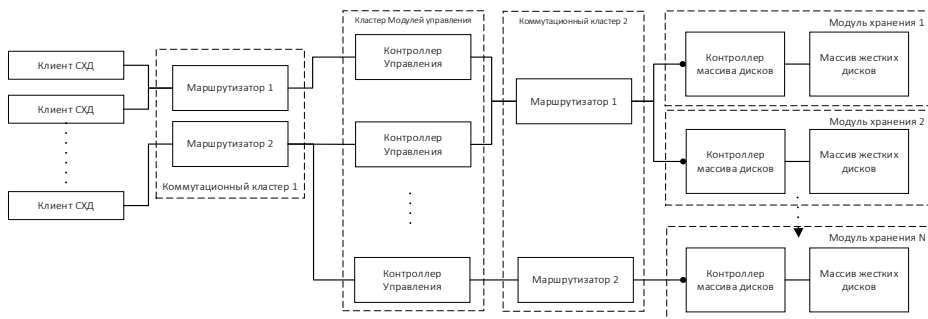 Клиент СХД
Клиент СХД
Клиент СХД
Маршрутизатор 1
Маршрутизатор 2
Коммутационный кластер 1
Кластер Модулей управления
Контроллер
Управления
Контроллер
Управления
Контроллер
Управления
Коммутационный кластер 2
Маршрутизатор 1
Маршрутизатор 2
Модуль хранения 1
Контроллер
массива дисков
Массив жестких
дисков
Модуль хранения 2
Контроллер
массива дисков
Массив жестких
дисков
Модуль хранения N
Контроллер
массива дисков
Массив жестких
дисков